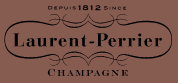 DEPUIS 1812 SINCE
Laurent-Perrier
CHAMPAGNE